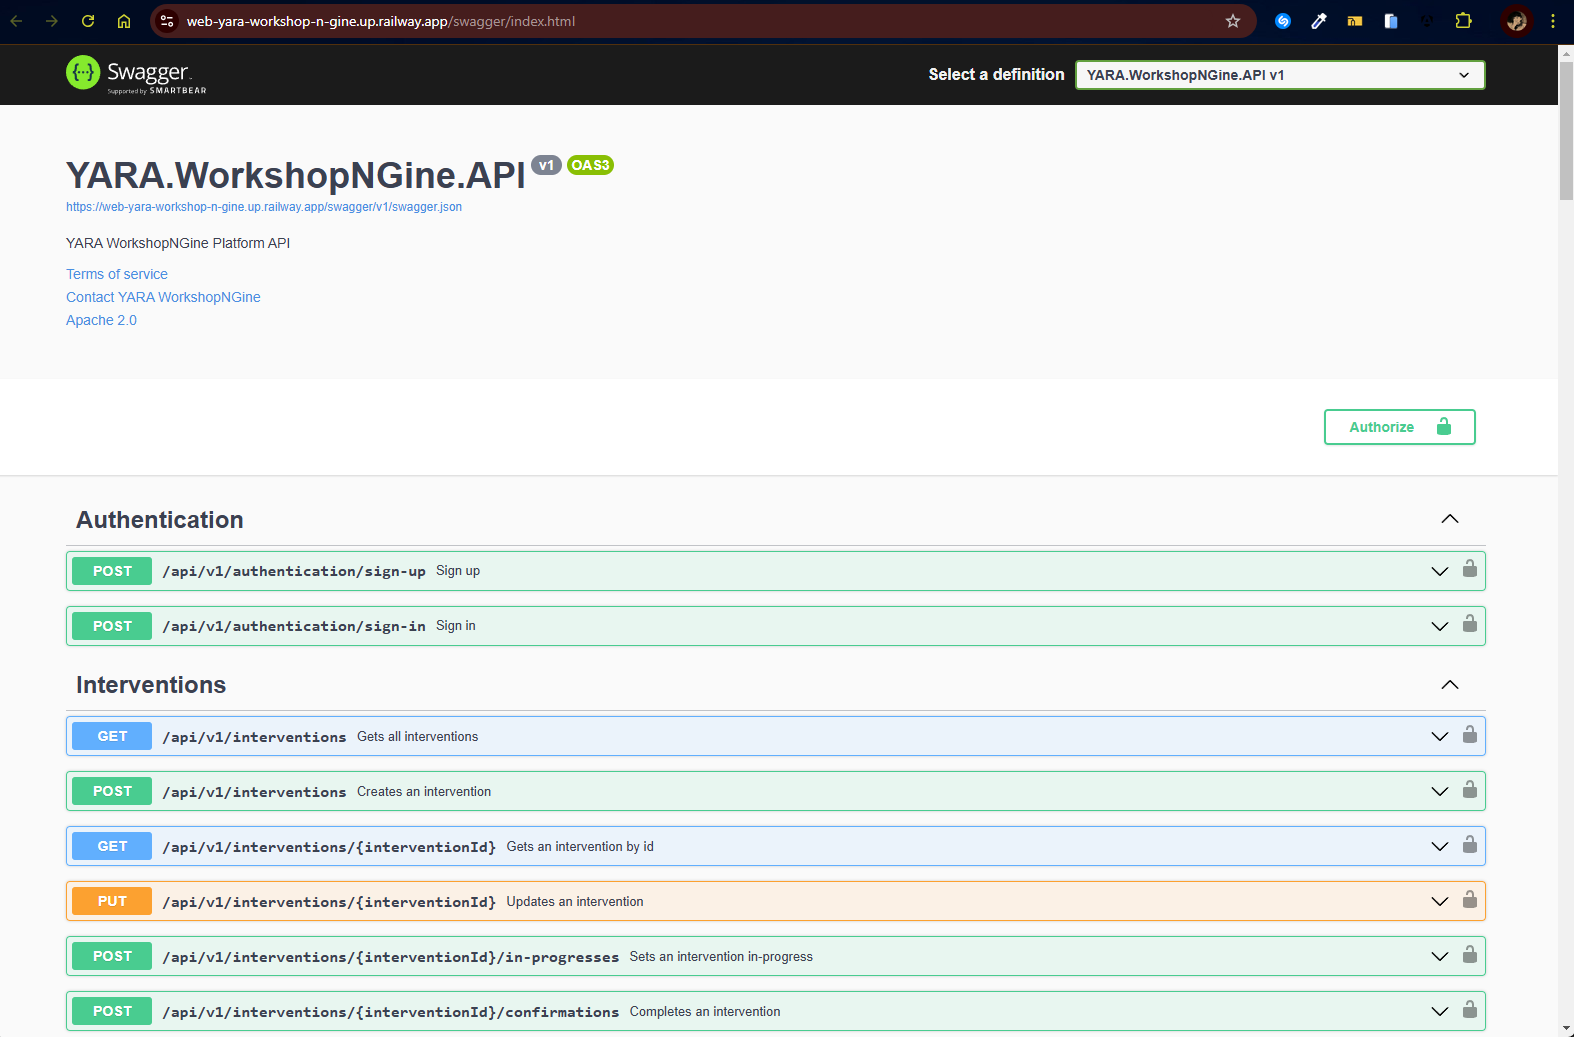 web-yara-workshop-n-gine.up.railway.app/swagger/index.html
Swagger.
Supported by SMARTBEAR
Select a definition
YARA.WorkshopNGine.API v1
YARA.WorkshopNGine.API v1 OAS3
https://web-yara-workshop-n-gine.up.railway.app/swagger/v1/swagger.json
YARA WorkshopNGine Platform API
Terms of service
Contact YARA WorkshopNGine
Apache 2.0
Authorize
Authentication
POST /api/v1/authentication/sign-up Sign up
POST /api/v1/authentication/sign-in Sign in
Interventions
GET /api/v1/interventions Gets all interventions
POST /api/v1/interventions Creates an intervention
GET /api/v1/interventions/{interventionId} Gets an intervention by id
PUT /api/v1/interventions/{interventionId} Updates an intervention
POST /api/v1/interventions/{interventionId}/in-progresses Sets an intervention in-progress
POST /api/v1/interventions/{interventionId}/confirmations Completes an intervention